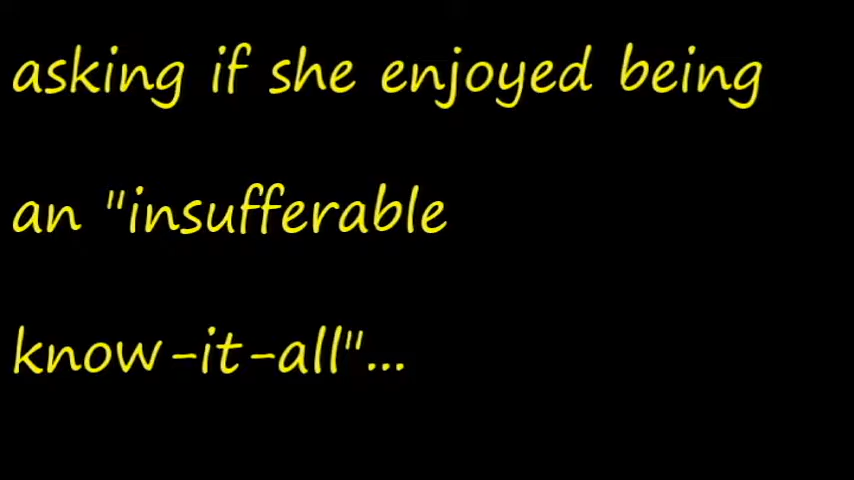 asking if she enjoyed being
an "insufferable
know-it-all"...